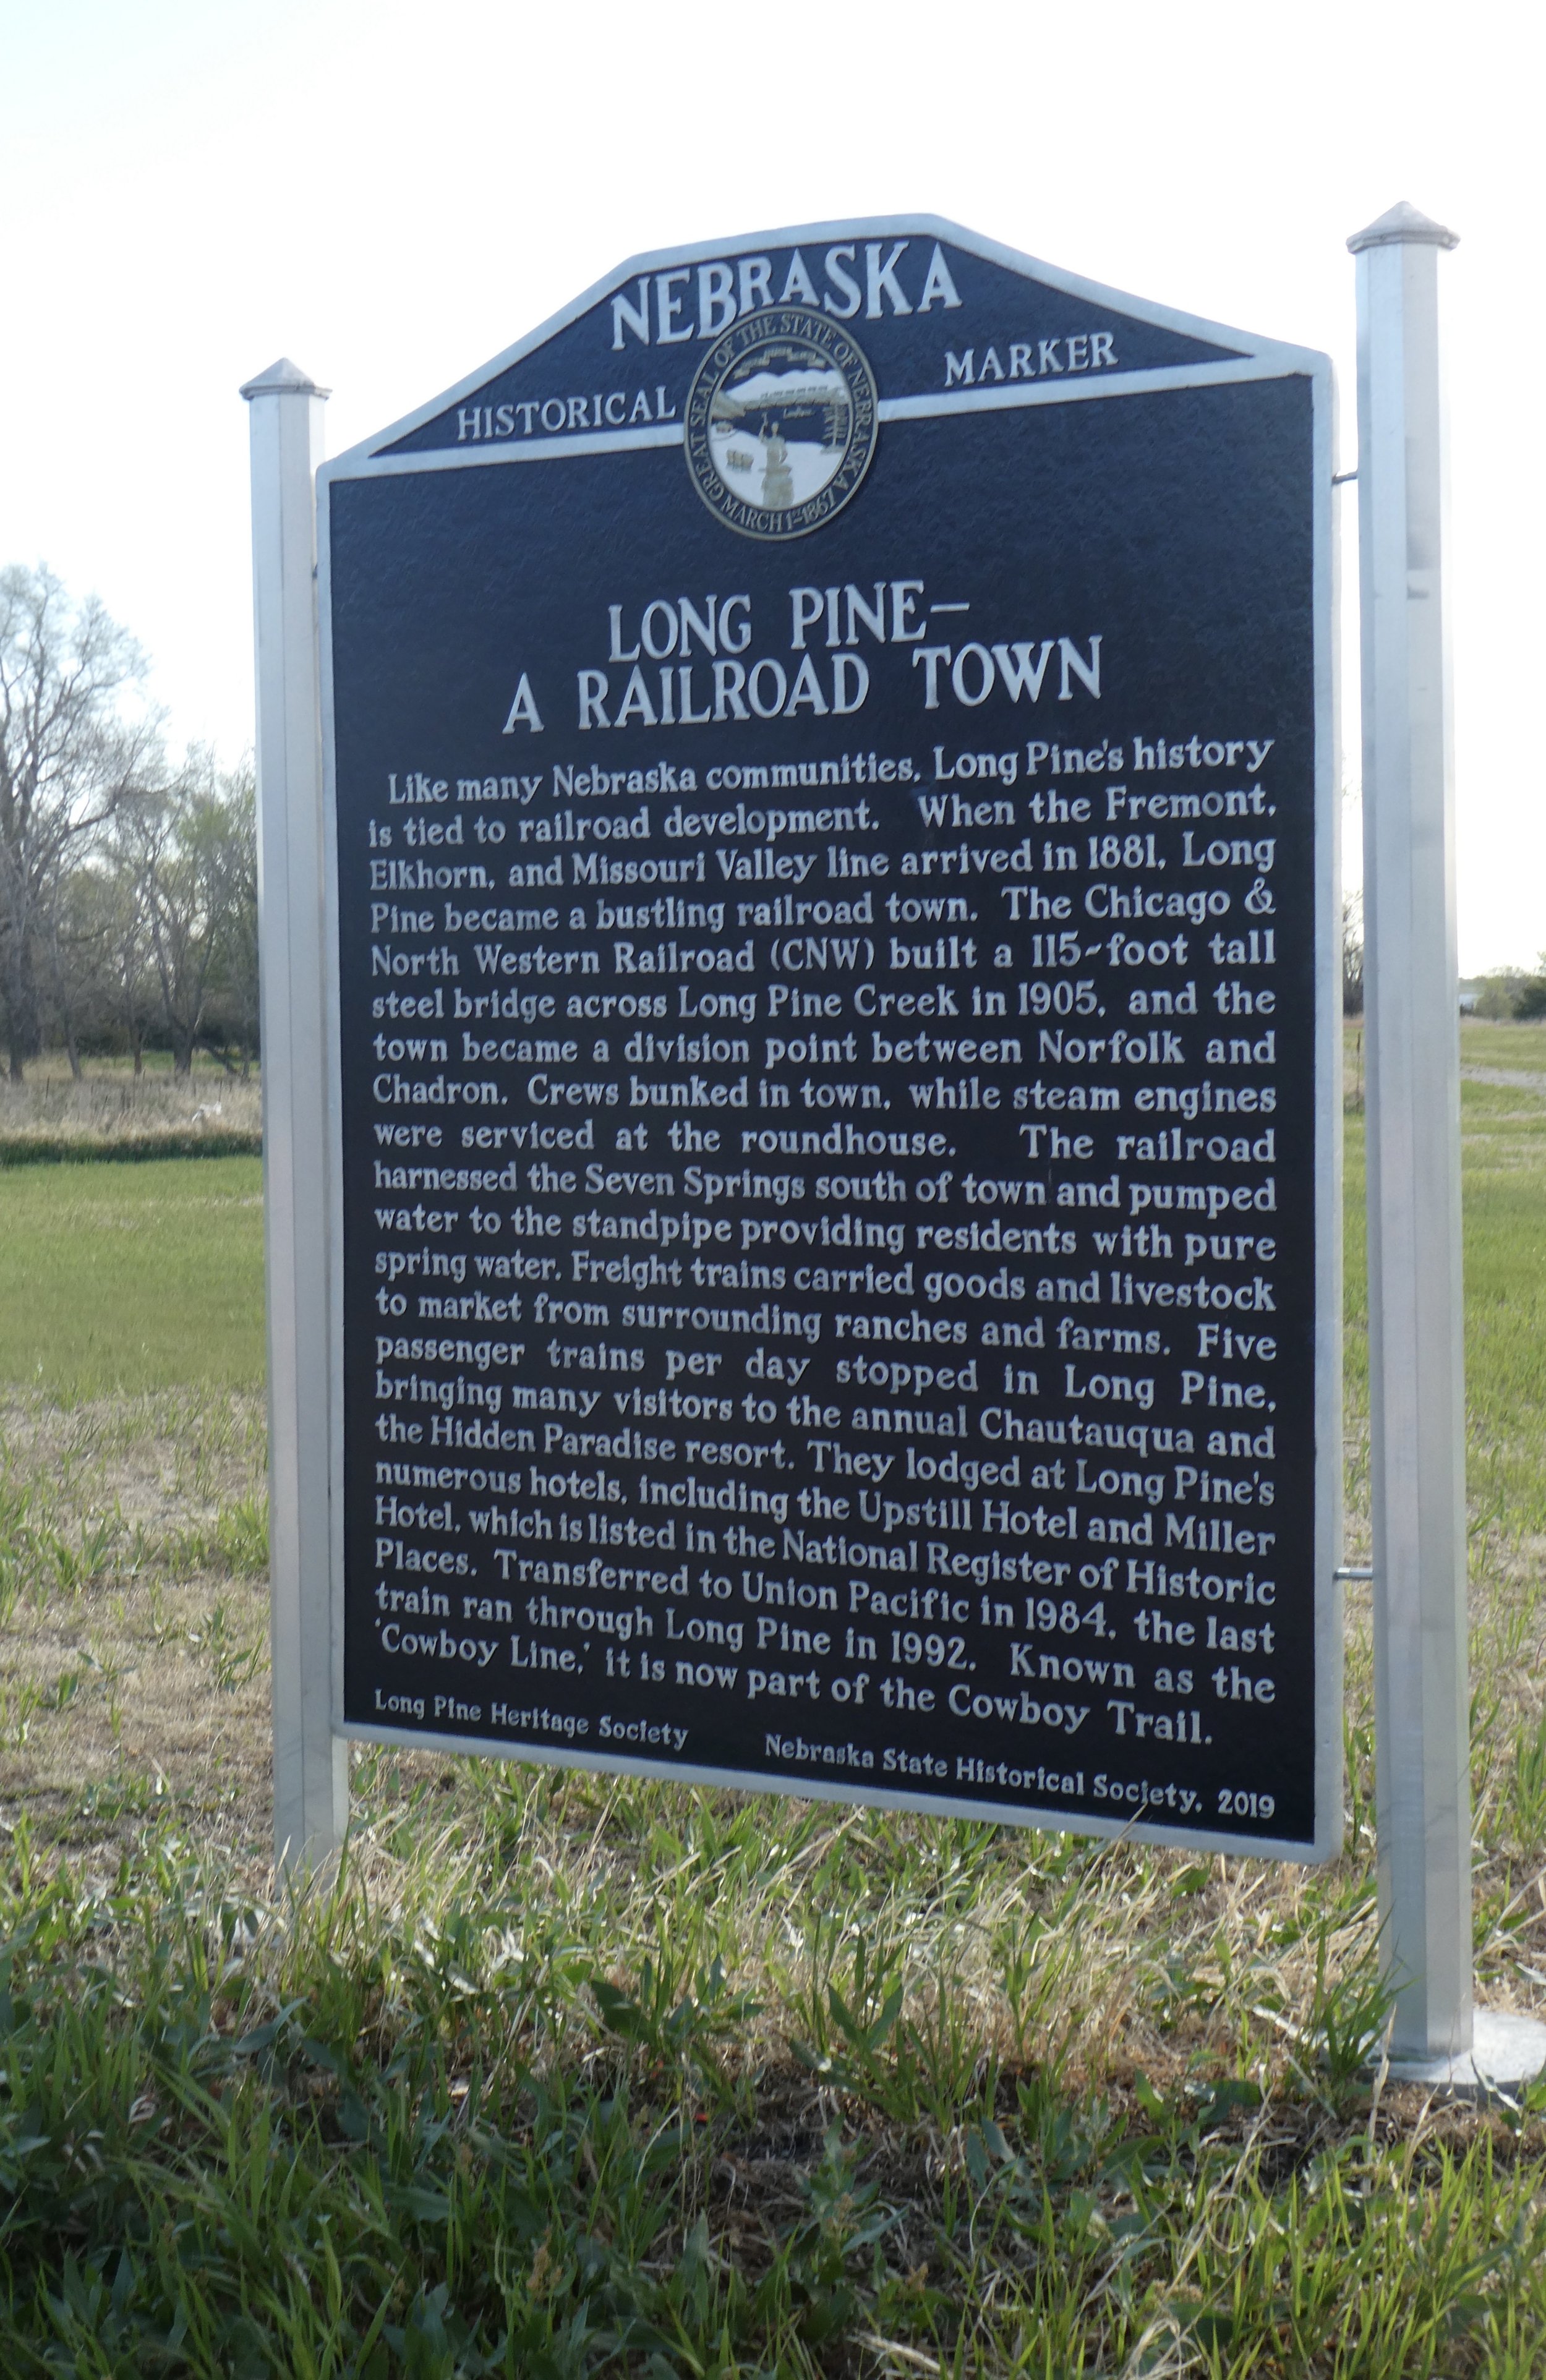 NEBRASKA
HISTORICAL MARKER
GREAT SEAL OF THE STATE OF NEBRASKA
MARCH 1ST 1867
LONG PINE—
A RAILROAD TOWN
Like many Nebraska communities, Long Pine's history
is tied to railroad development. When the Fremont,
Elkhorn, and Missouri Valley line arrived in 1881, Long
Pine became a bustling railroad town. The Chicago &
North Western Railroad (CNW) built a 115-foot tall
steel bridge across Long Pine Creek in 1905, and the
town became a division point between Norfolk and
Chadron. Crews bunked in town, while steam engines
were serviced at the roundhouse. The railroad
harnessed the Seven Springs south of town and pumped
water to the standpipe providing residents with pure
spring water. Freight trains carried goods and livestock
to market from surrounding ranches and farms. Five
passenger trains per day stopped in Long Pine,
bringing many visitors to the annual Chautauqua and
the Hidden Paradise resort. They lodged at Long Pine's
numerous hotels, including the Upstill Hotel and Miller
Hotel, which is listed in the National Register of Historic
Places. Transferred to Union Pacific in 1984, the last
train ran through Long Pine in 1992. Known as the
'Cowboy Line,' it is now part of the Cowboy Trail.
Long Pine Heritage Society Nebraska State Historical Society, 2019